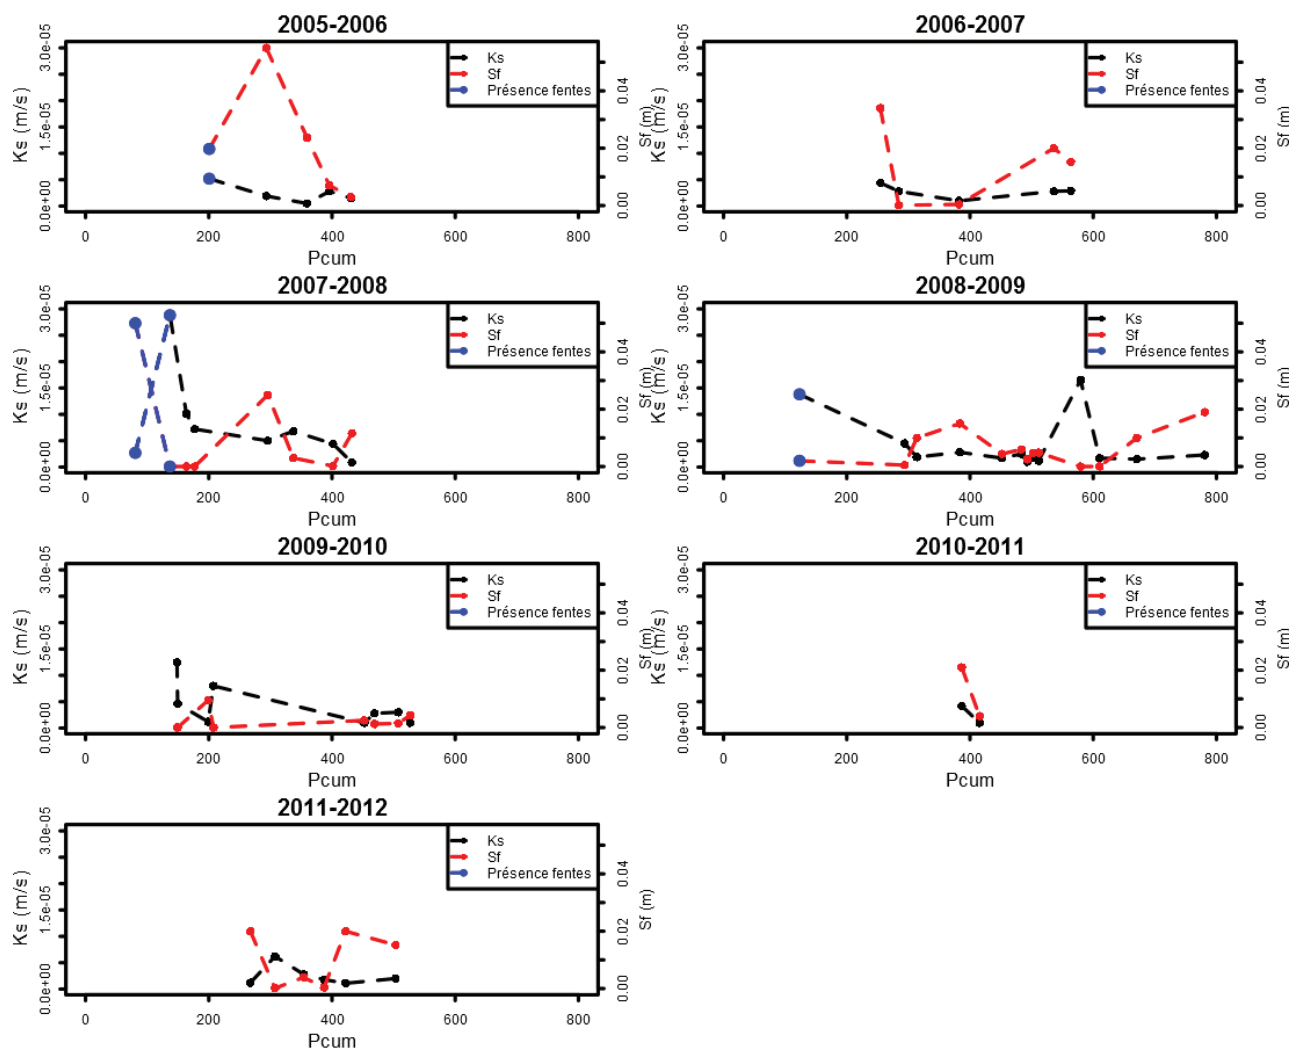 2005-2006
Ks (m/s)
0.0e+00 1.5e-05 3.0e-05
Ks
Sf
Présence fentes
0.00 0.02 0.04
Sf (m)
0 200 400 600 800
Pcum
2006-2007
Ks (m/s)
0.0e+00 1.5e-05 3.0e-05
Ks
Sf
Présence fentes
0.00 0.02 0.04
Sf (m)
0 200 400 600 800
Pcum
2007-2008
Ks (m/s)
0.0e+00 1.5e-05 3.0e-05
Ks
Sf
Présence fentes
0.00 0.02 0.04
Sf (m)
0 200 400 600 800
Pcum
2008-2009
Ks (m/s)
0.0e+00 1.5e-05 3.0e-05
Ks
Sf
Présence fentes
0.00 0.02 0.04
Sf (m)
0 200 400 600 800
Pcum
2009-2010
Ks (m/s)
0.0e+00 1.5e-05 3.0e-05
Ks
Sf
Présence fentes
0.00 0.02 0.04
Sf (m)
0 200 400 600 800
Pcum
2010-2011
Ks (m/s)
0.0e+00 1.5e-05 3.0e-05
Ks
Sf
Présence fentes
0.00 0.02 0.04
Sf (m)
0 200 400 600 800
Pcum
2011-2012
Ks (m/s)
0.0e+00 1.5e-05 3.0e-05
Ks
Sf
Présence fentes
0.00 0.02 0.04
Sf (m)
0 200 400 600 800
Pcum